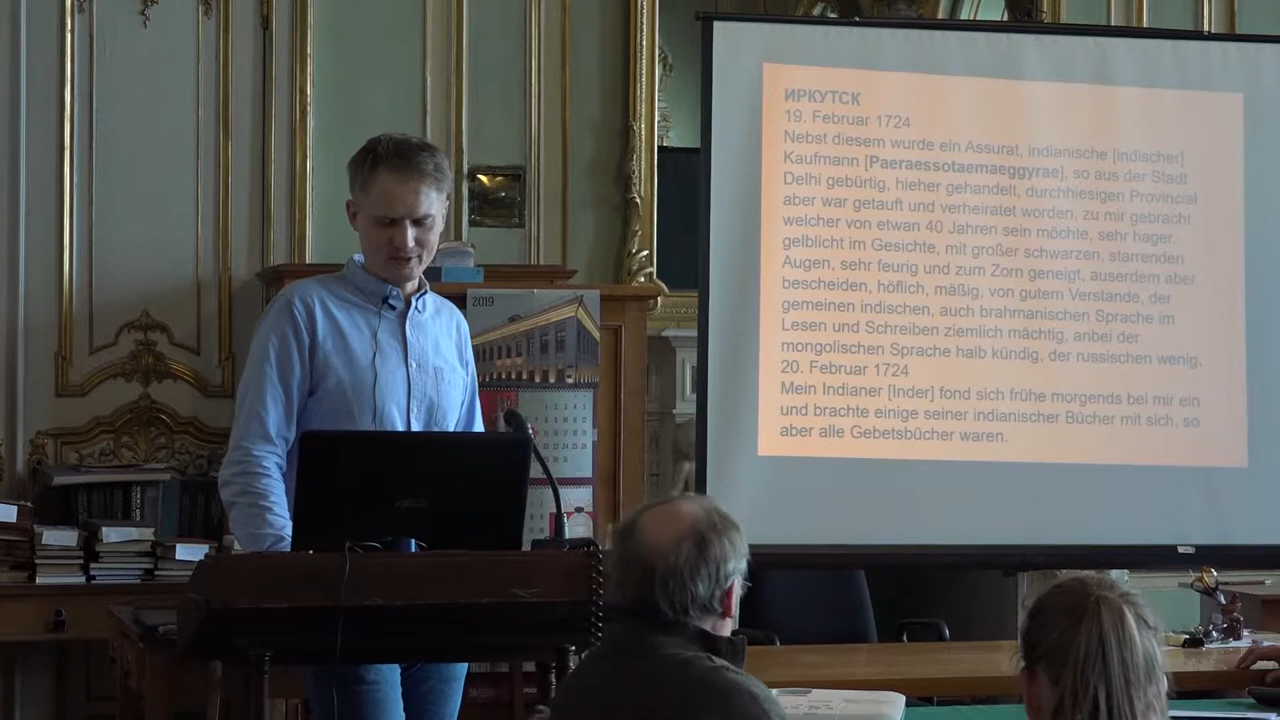 2019
ИРКУТСК
19. Februar 1724
Nebst diesem wurde ein Assurat, indianische [indischer]
Kaufmann [Paeraessotaemaeggyrae], so aus der Stadt
Delhi gebürtig, hieher gehandelt, durchhiesigen Provincial
aber war getauft und verheiratet worden, zu mir gebracht
welcher von etwan 40 Jahren sein möchte, sehr hager,
gelblicht im Gesichte, mit großer schwarzen, starrenden
Augen, sehr feurig und zum Zorn geneigt, auserdem aber
bescheiden, höflich, mäßig, von gutem Verstande, der
gemeinen indischen, auch brahmanischen Sprache im
Lesen und Schreiben ziemlich mächtig, anbei der
mongolischen Sprache halb kündig. der russischen wenig.
20. Februar 1724
Mein Indianer [Inder] fond sich frühe morgends bei mir ein
und brachte einige seiner indianischer Bücher mit sich, so
aber alle Gebetsbücher waren.